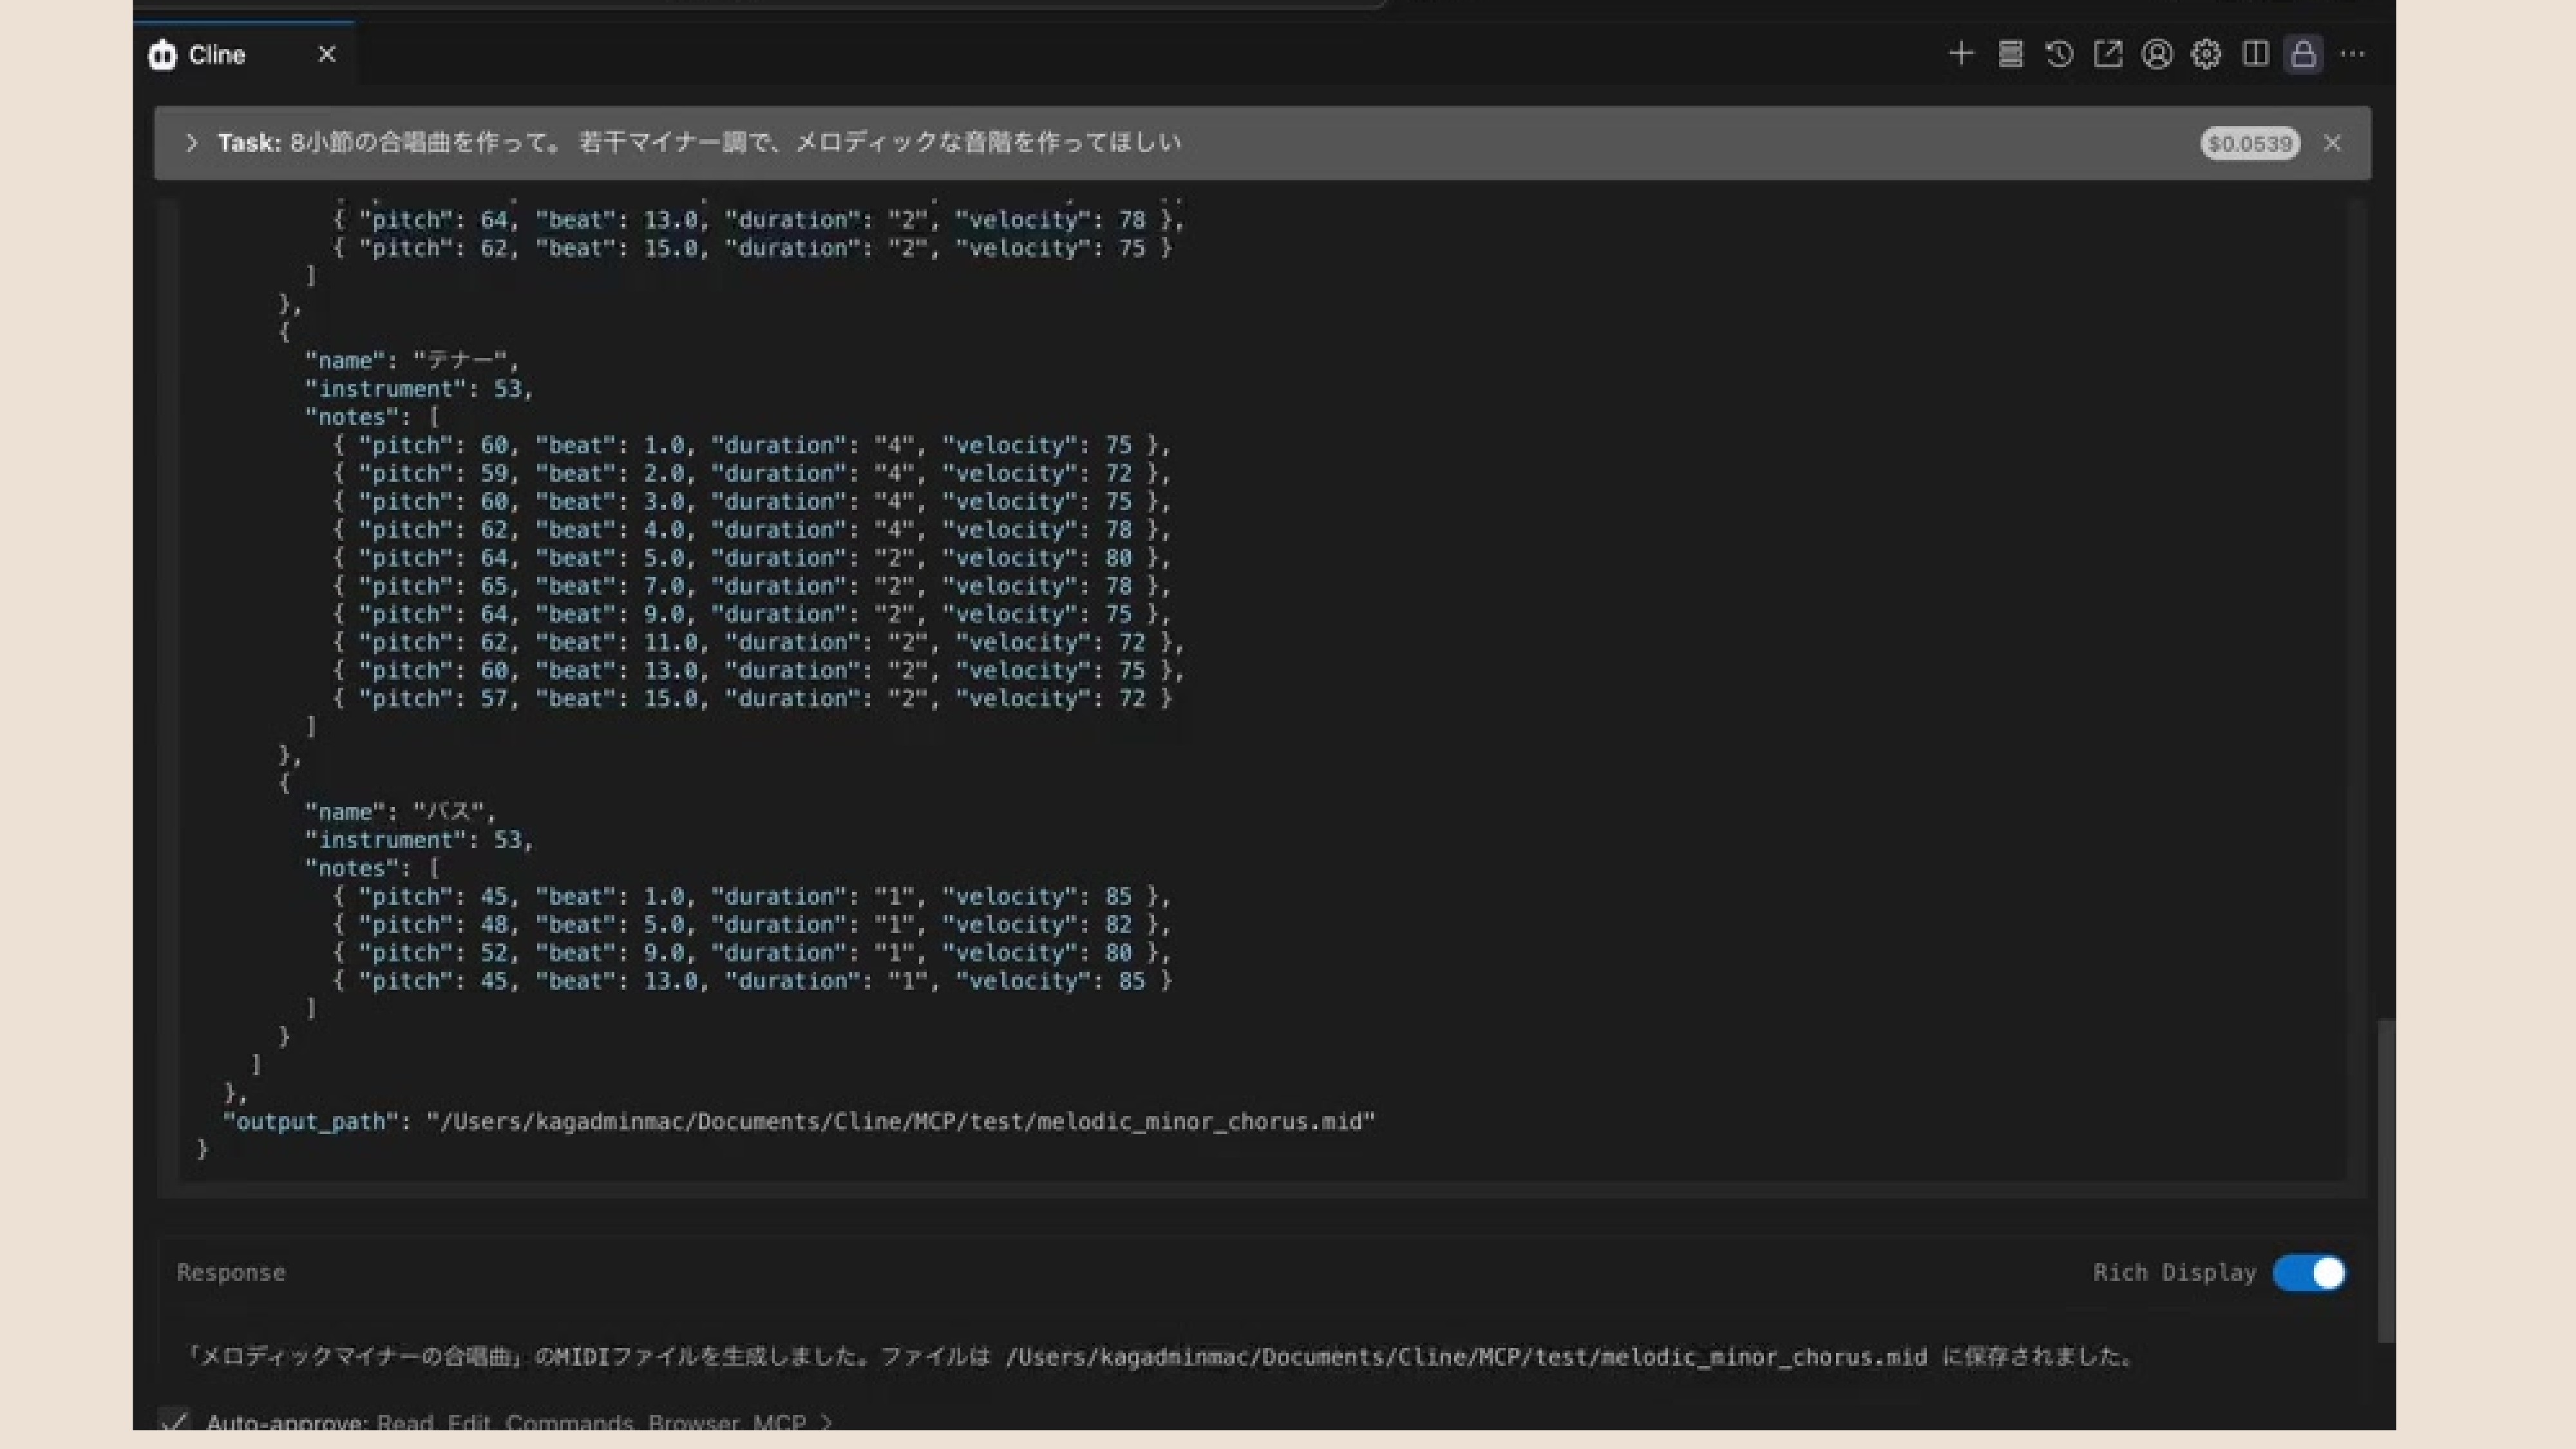 Cline
Task: 8小節の合唱曲を作って。 若干マイナー調で、メロディックな音階を作ってほしい
$0.0539
{ "pitch": 64, "beat": 13.0, "duration": "2", "velocity": 78 },
{ "pitch": 62, "beat": 15.0, "duration": "2", "velocity": 75 }
]
},
{
"name": "テナー",
"instrument": 53,
"notes": [
{ "pitch": 60, "beat": 1.0, "duration": "4", "velocity": 75 },
{ "pitch": 59, "beat": 2.0, "duration": "4", "velocity": 72 },
{ "pitch": 60, "beat": 3.0, "duration": "4", "velocity": 75 },
{ "pitch": 62, "beat": 4.0, "duration": "4", "velocity": 78 },
{ "pitch": 64, "beat": 5.0, "duration": "2", "velocity": 80 },
{ "pitch": 65, "beat": 7.0, "duration": "2", "velocity": 78 },
{ "pitch": 64, "beat": 9.0, "duration": "2", "velocity": 75 },
{ "pitch": 62, "beat": 11.0, "duration": "2", "velocity": 72 },
{ "pitch": 60, "beat": 13.0, "duration": "2", "velocity": 75 },
{ "pitch": 57, "beat": 15.0, "duration": "2", "velocity": 72 }
]
},
{
"name": "バス",
"instrument": 53,
"notes": [
{ "pitch": 45, "beat": 1.0, "duration": "1", "velocity": 85 },
{ "pitch": 48, "beat": 5.0, "duration": "1", "velocity": 82 },
{ "pitch": 52, "beat": 9.0, "duration": "1", "velocity": 80 },
{ "pitch": 45, "beat": 13.0, "duration": "1", "velocity": 85 }
]
}
]
},
"output_path": "/Users/kagadminmac/Documents/Cline/MCP/test/melodic_minor_chorus.mid"
}
Response
Rich Display
「メロディックマイナーの合唱曲」のMIDIファイルを生成しました。ファイルは /Users/kagadminmac/Documents/Cline/MCP/test/melodic_minor_chorus.mid に保存されました。
Auto-approve: Read, Edit, Commands, Browser, MCP